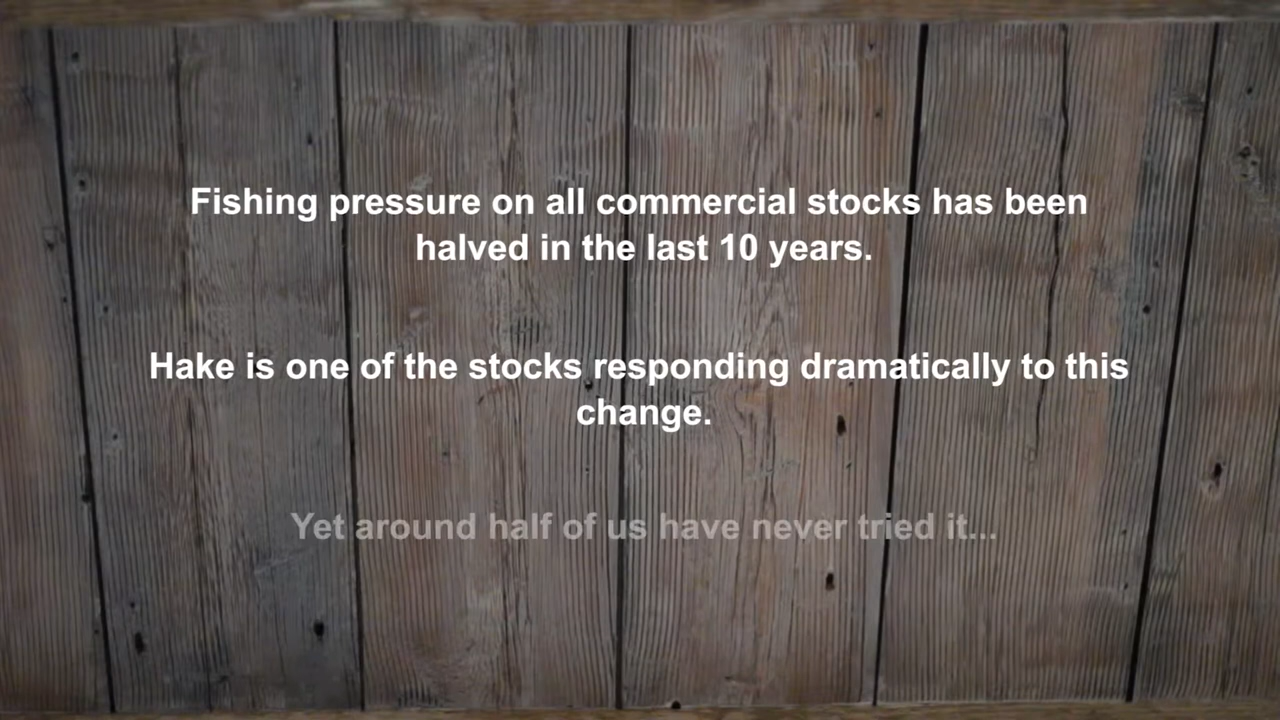 Fishing pressure on all commercial stocks has been
halved in the last 10 years.
Hake is one of the stocks responding dramatically to this
change.
Yet around half of us have never tried it...